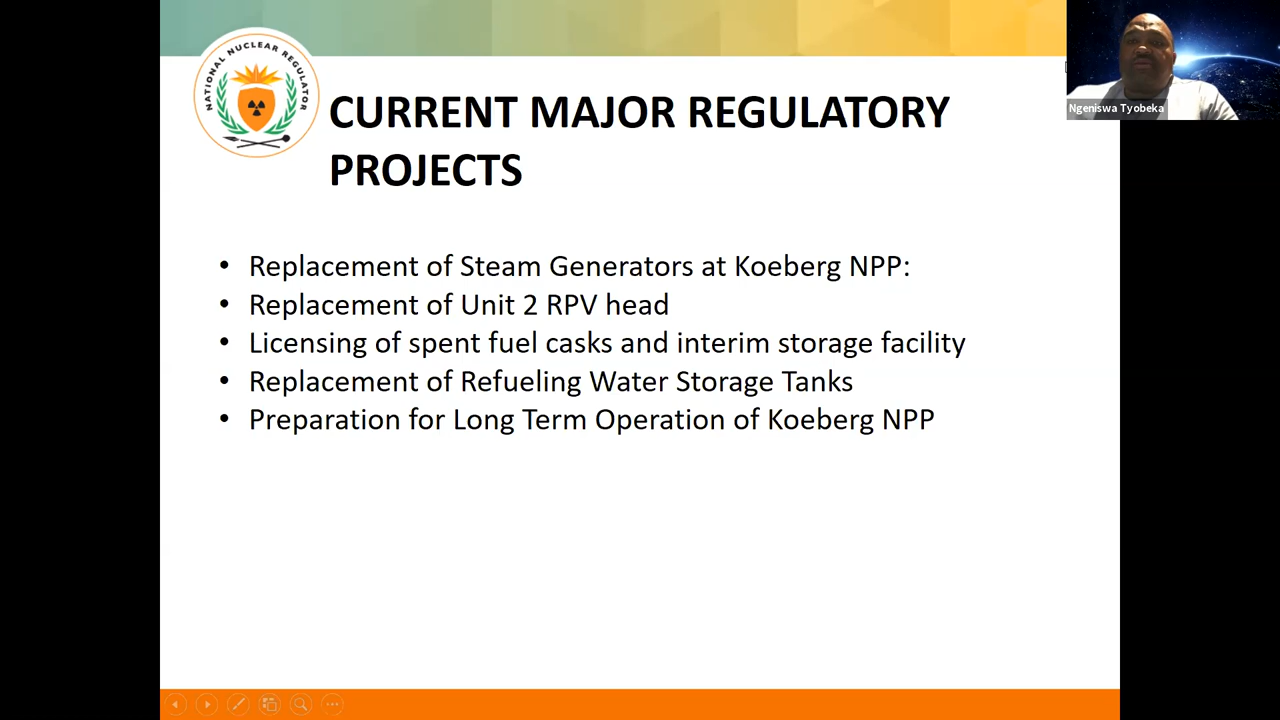 NATIONAL NUCLEAR REGULATOR
CURRENT MAJOR REGULATORY
PROJECTS
• Replacement of Steam Generators at Koeberg NPP:
• Replacement of Unit 2 RPV head
• Licensing of spent fuel casks and interim storage facility
• Replacement of Refueling Water Storage Tanks
• Preparation for Long Term Operation of Koeberg NPP
Ngeniswa Tyobeka